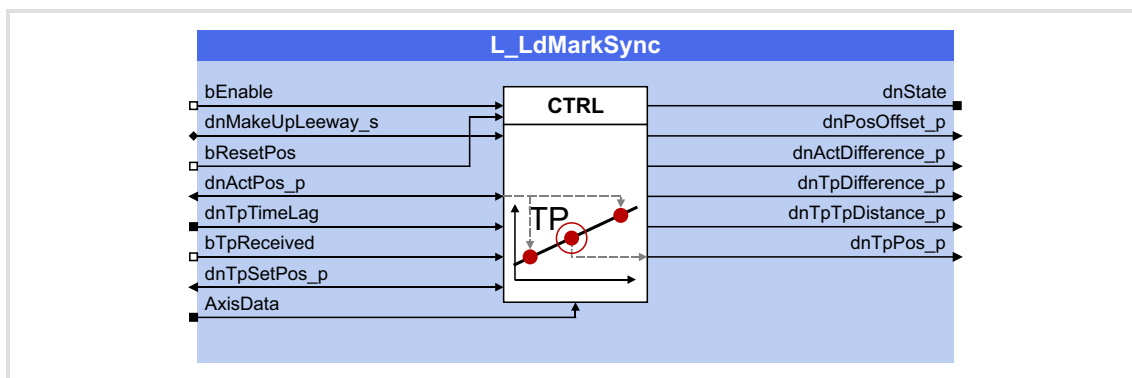 L_LdMarkSync
bEnable
dnMakeUpLeeway_s
bResetPos
dnActPos_p
dnTpTimeLag
bTpReceived
dnTpSetPos_p
AxisData
CTRL
TP
dnState
dnPosOffset_p
dnActDifference_p
dnTpDifference_p
dnTpTpDistance_p
dnTpPos_p